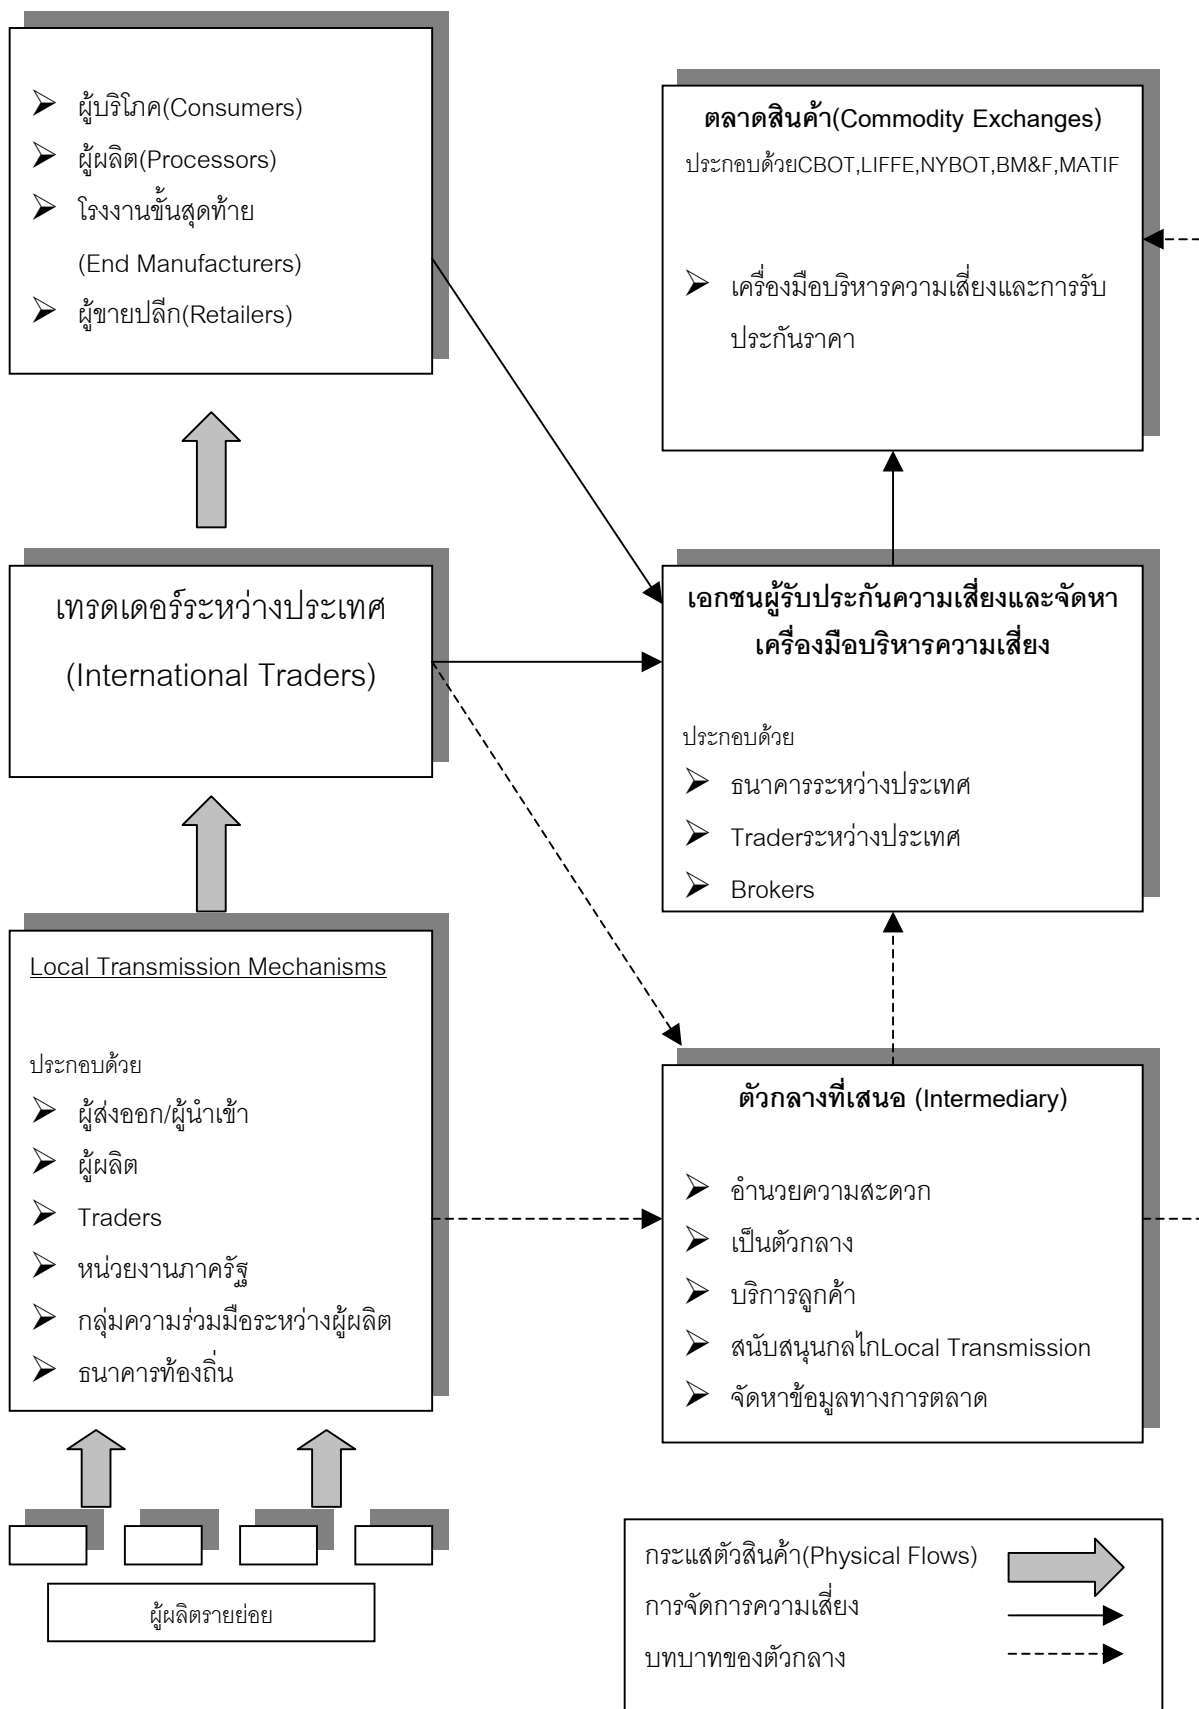 ผู้บริโภค(Consumers)
ผู้ผลิต(Processors)
โรงงานขั้นสุดท้าย
(End Manufacturers)
ผู้ขายปลีก(Retailers)
ตลาดสินค้า(Commodity Exchanges)
ประกอบด้วยCBOT,LIFFE,NYBOT,BM&F,MATIF
เครื่องมือบริหารความเสี่ยงและการรับ
ประกันราคา
เทรดเดอร์ระหว่างประเทศ
(International Traders)
เอกชนผู้รับประกันความเสี่ยงและจัดหา
เครื่องมือบริหารความเสี่ยง
ประกอบด้วย
ธนาคารระหว่างประเทศ
Traderระหว่างประเทศ
Brokers
Local Transmission Mechanisms
ประกอบด้วย
ผู้ส่งออก/ผู้นำเข้า
ผู้ผลิต
Traders
หน่วยงานภาครัฐ
กลุ่มความร่วมมือระหว่างผู้ผลิต
ธนาคารท้องถิ่น
ตัวกลางที่เสนอ (Intermediary)
อำนวยความสะดวก
เป็นตัวกลาง
บริการลูกค้า
สนับสนุนกลไกLocal Transmission
จัดหาข้อมูลทางการตลาด
ผู้ผลิตรายย่อย
กระแสตัวสินค้า(Physical Flows)
การจัดการความเสี่ยง
บทบาทของตัวกลาง